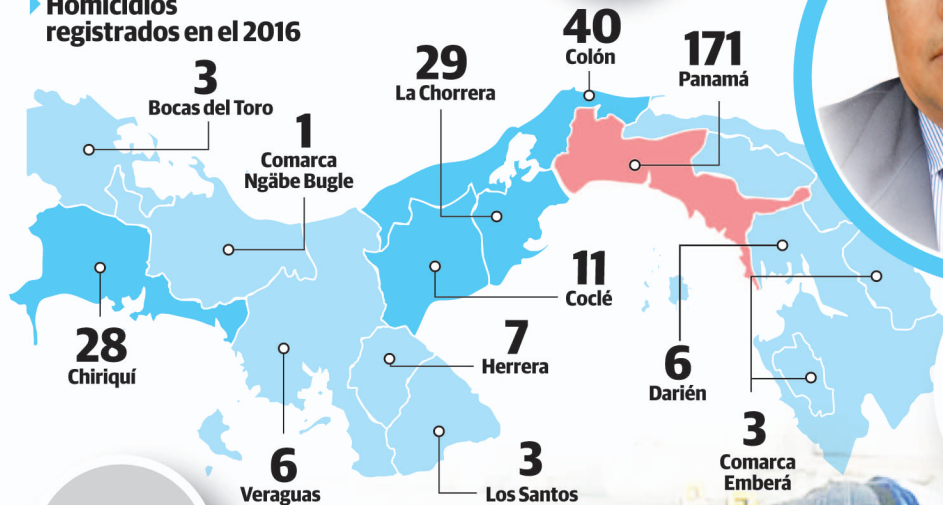 Homicidios
registrados en el 2016
3
Bocas del Toro
1
Comarca
Ngäbe Bugle
29
La Chorrera
40
Colón
171
Panamá
28
Chiriquí
11
Coclé
7
Herrera
6
Veraguas
3
Los Santos
6
Darién
3
Comarca
Emberá